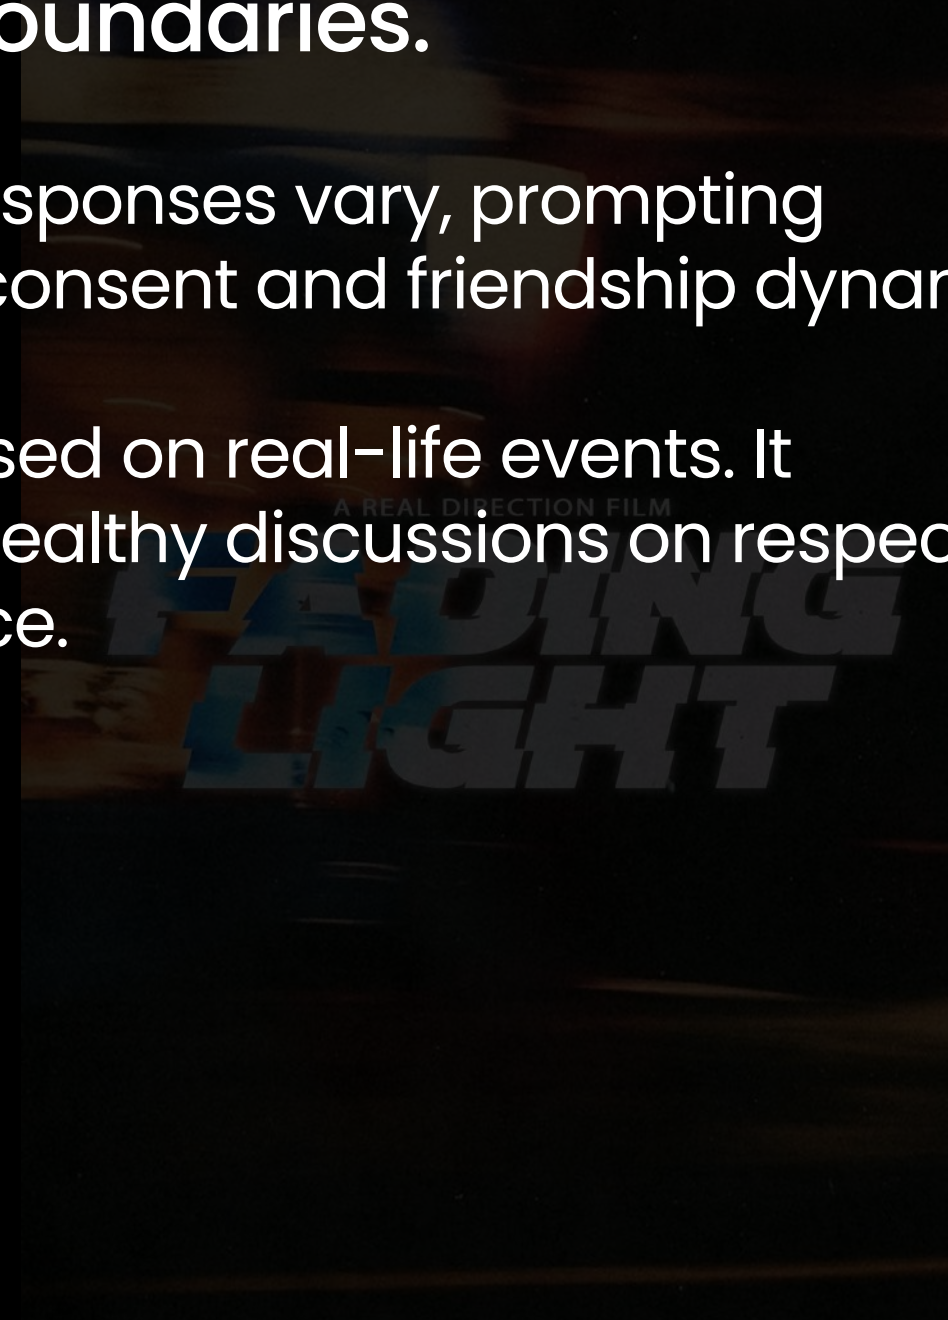 oundaries.
sponses vary, prompting
consent and friendship dynam
sed on real-life events. It
A REAL DIRECTION FILM
ealthy discussions on respec
FADING
ce.
LIGHT